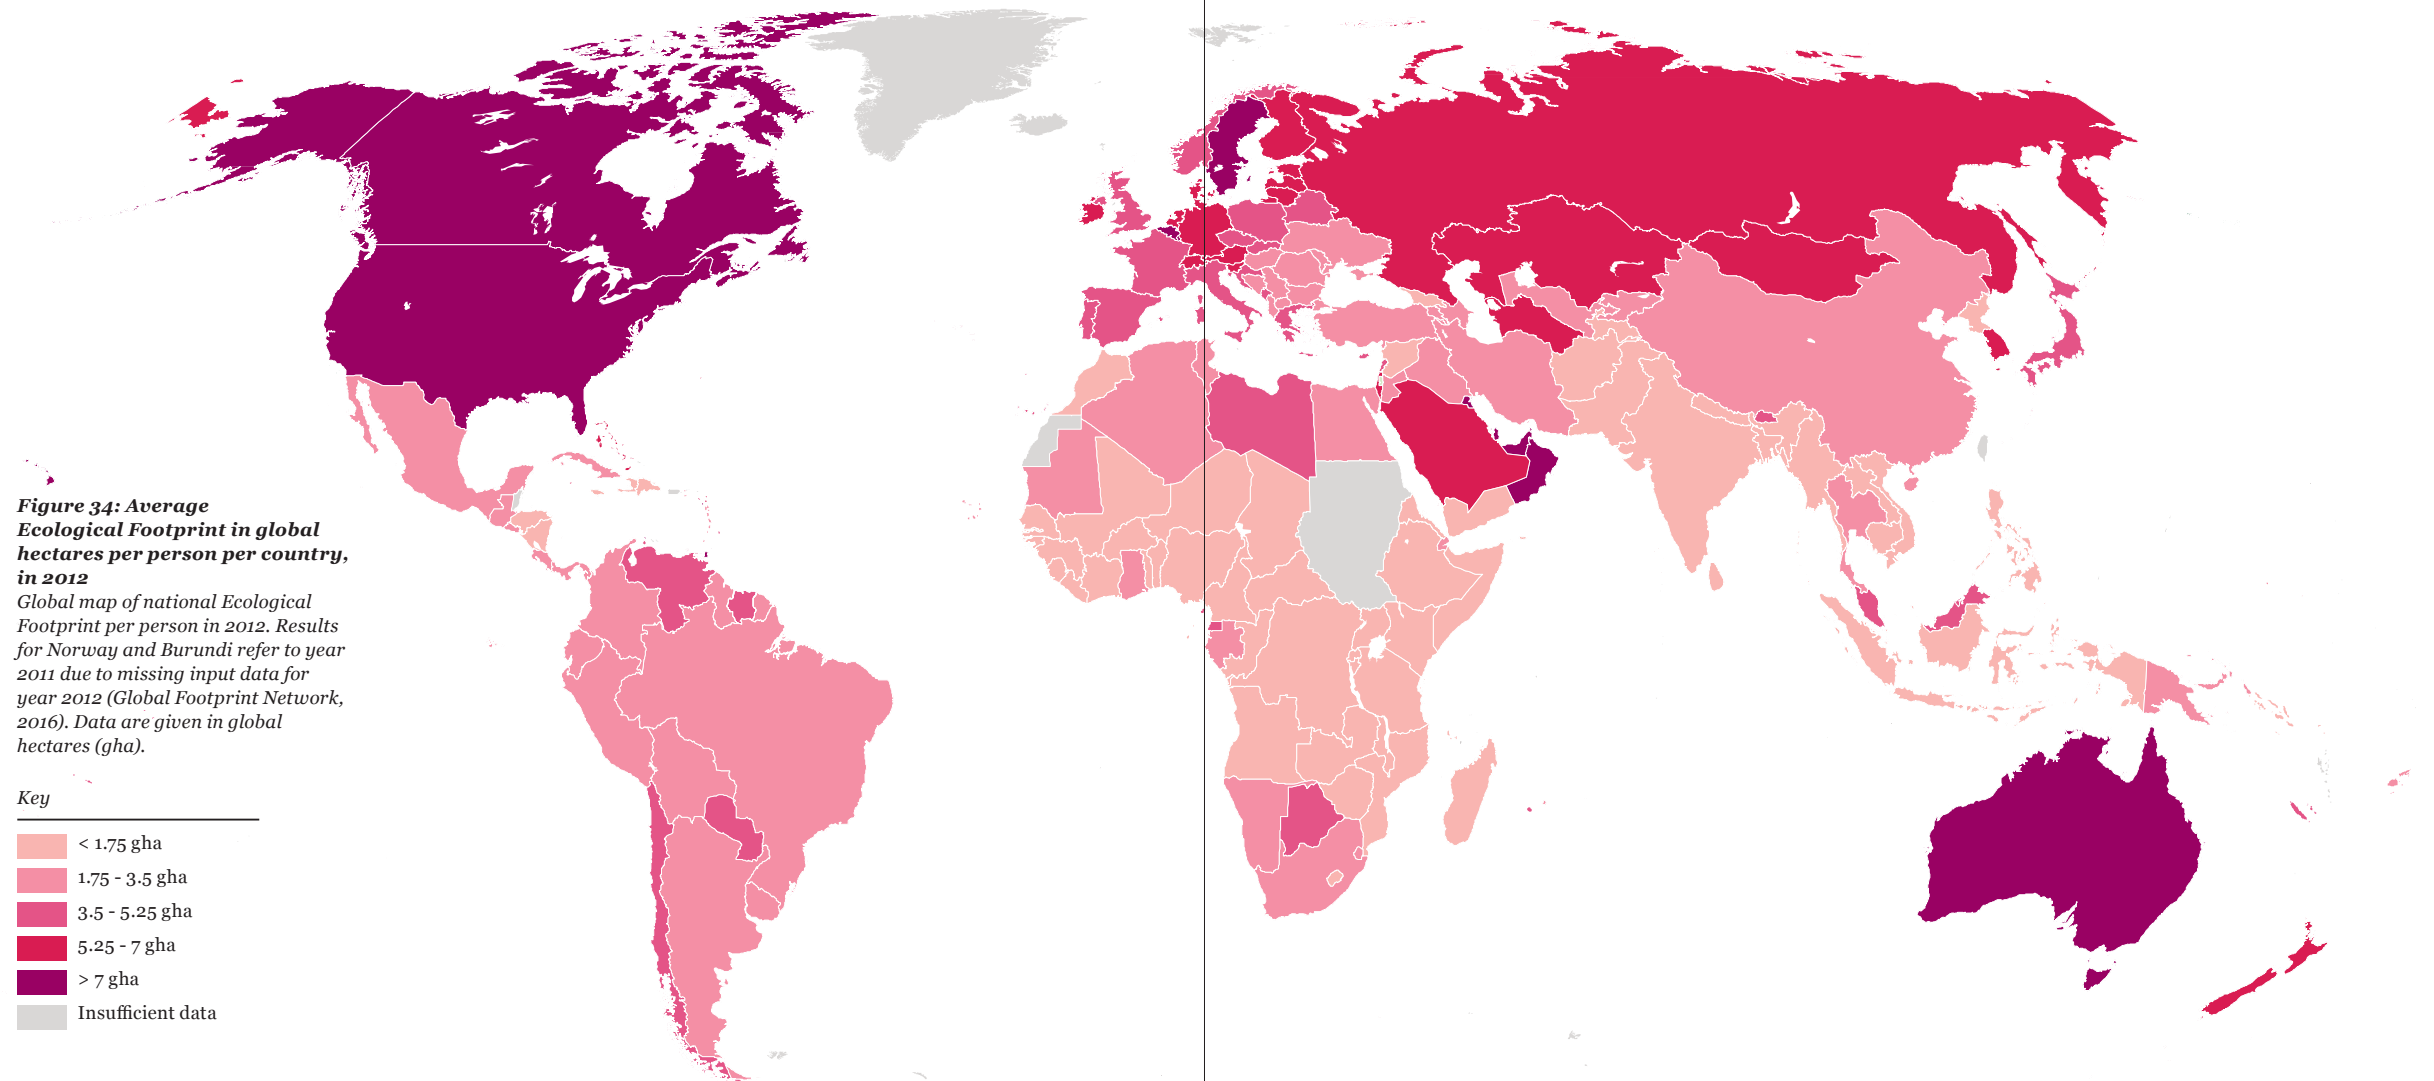 Figure 34: Average
Ecological Footprint in global
hectares per person per country,
in 2012
Global map of national Ecological
Footprint per person in 2012. Results
for Norway and Burundi refer to year
2011 due to missing input data for
year 2012 (Global Footprint Network,
2016). Data are given in global
hectares (gha).
Key
< 1.75 gha
1.75 - 3.5 gha
3.5 - 5.25 gha
5.25 - 7 gha
> 7 gha
Insufficient data